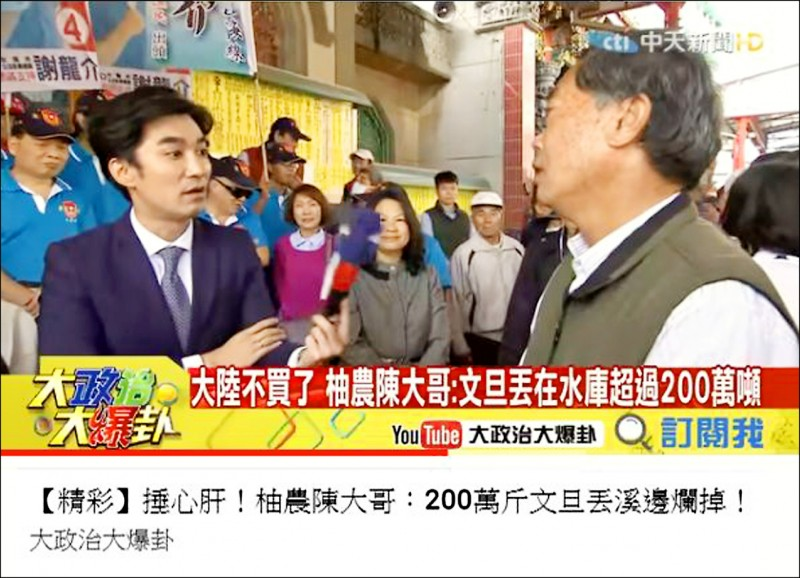 4
謝龍介
cti 中天新聞HD
大政治
大爆卦
大陸不買了 柚農陳大哥:文旦丟在水庫超過200萬噸
YouTube 大政治大爆卦 訂閱我
【精彩】捶心肝！柚農陳大哥：200萬斤文旦丟溪邊爛掉！
大政治大爆卦